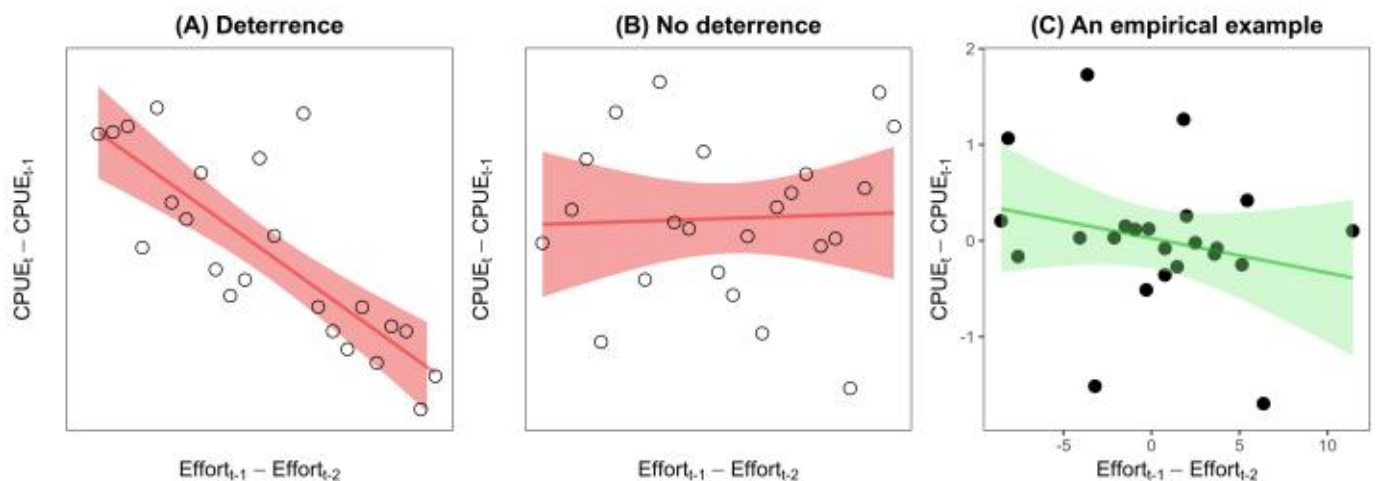 (A) Deterrence
CPUEₜ – CPUEₜ₋₁
Effortₜ₋₁ – Effortₜ₋₂
(B) No deterrence
CPUEₜ – CPUEₜ₋₁
Effortₜ₋₁ – Effortₜ₋₂
(C) An empirical example
CPUEₜ – CPUEₜ₋₁
2
1
0
-1
-5 0 5 10
Effortₜ₋₁ – Effortₜ₋₂